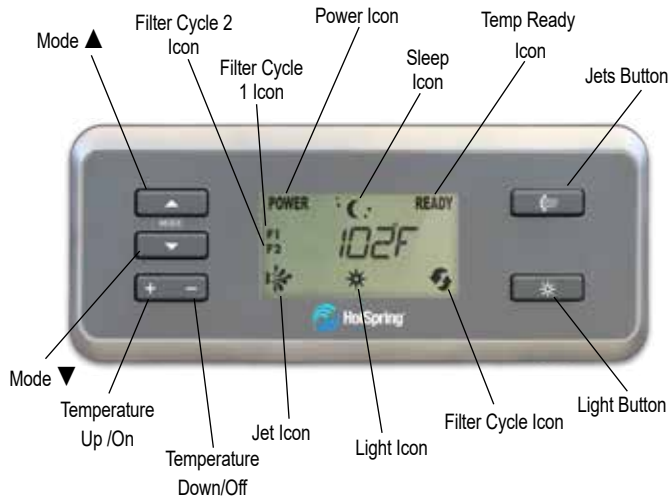 Mode ▲
Filter Cycle 2
Icon
Filter Cycle
1 Icon
Power Icon
Sleep
Icon
Temp Ready
Icon
Jets Button
POWER
READY
MODE
F1
F2
102F
+ −
HotSpring
Mode ▼
Temperature
Up /On
Temperature
Down/Off
Jet Icon
Light Icon
Filter Cycle Icon
Light Button